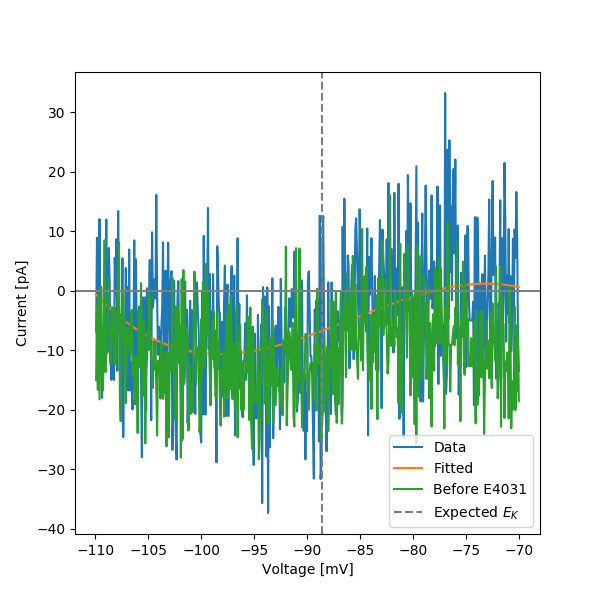 30
20
10
0
−10
−20
−30
−40
Current [pA]
−110 −105 −100 −95 −90 −85 −80 −75 −70
Voltage [mV]
Data
Fitted
Before E4031
Expected E_K